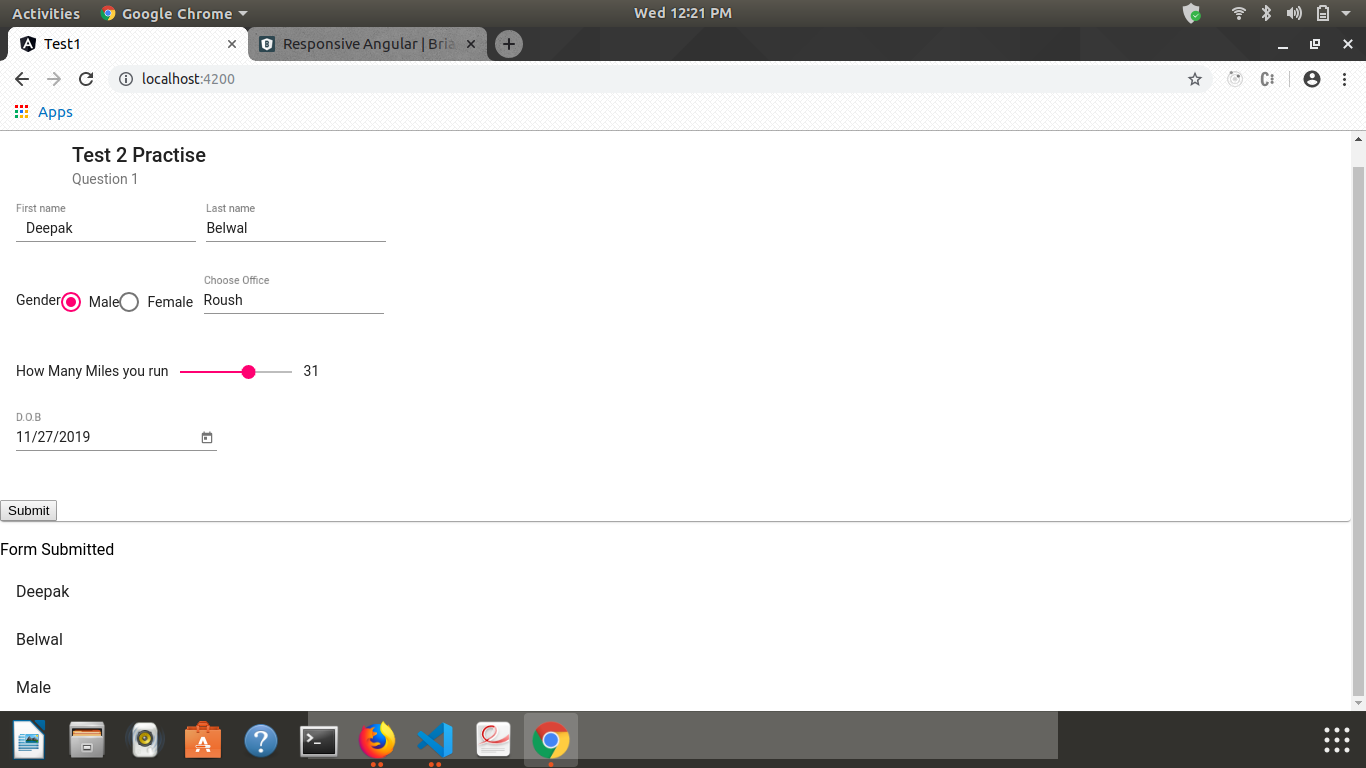 Activities Google Chrome Wed 12:21 PM
Test1 Responsive Angular | Bria
localhost:4200
Apps
Test 2 Practise
Question 1
First name Last name
Deepak Belwal
Choose Office
Gender Male Female Roush
How Many Miles you run 31
D.O.B
11/27/2019
Submit
Form Submitted
Deepak
Belwal
Male